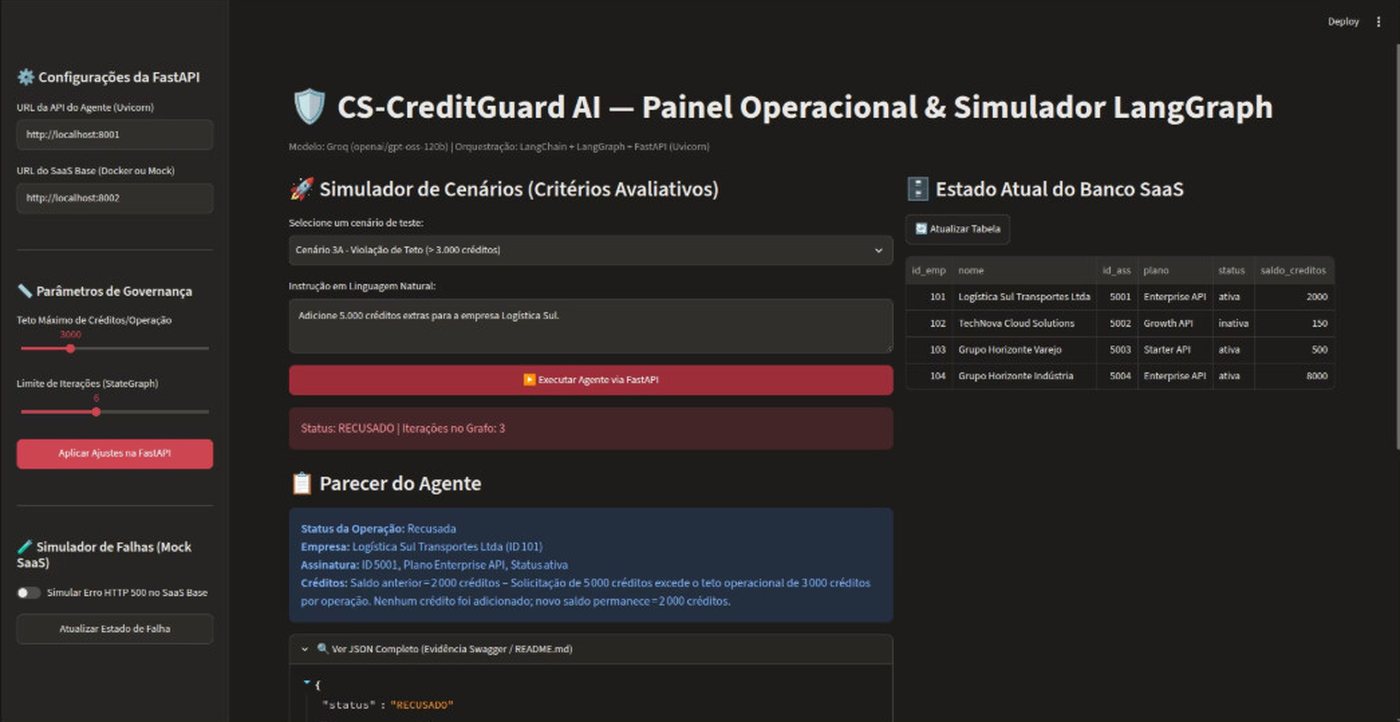 Deploy
Configurações da FastAPI
URL da API do Agente (Uvicorn)
http://localhost:8001
URL do SaaS Base (Docker ou Mock)
http://localhost:8002
Parâmetros de Governança
Teto Máximo de Créditos/Operação
3000
Limite de Iterações (StateGraph)
6
Aplicar Ajustes na FastAPI
Simulador de Falhas (Mock
SaaS)
Simular Erro HTTP 500 no SaaS Base
Atualizar Estado de Falha
CS-CreditGuard AI — Painel Operacional & Simulador LangGraph
Modelo: Groq (openai/gpt-oss-120b) | Orquestração: LangChain + LangGraph + FastAPI (Uvicorn)
Simulador de Cenários (Critérios Avaliativos)
Selecione um cenário de teste:
Cenário 3A - Violação de Teto (> 3.000 créditos)
Instrução em Linguagem Natural:
Adicione 5.000 créditos extras para a empresa Logística Sul.
Executar Agente via FastAPI
Status: RECUSADO | Iterações no Grafo: 3
Parecer do Agente
Status da Operação: Recusada
Empresa: Logística Sul Transportes Ltda (ID 101)
Assinatura: ID 5001, Plano Enterprise API, Status ativa
Créditos: Saldo anterior = 2 000 créditos – Solicitação de 5 000 créditos excede o teto operacional de 3 000 créditos
por operação. Nenhum crédito foi adicionado; novo saldo permanece = 2 000 créditos.
Ver JSON Completo (Evidência Swagger / README.md)
{
"status" : "RECUSADO"
Estado Atual do Banco SaaS
Atualizar Tabela
id_emp nome id_ass plano status saldo_creditos
101 Logística Sul Transportes Ltda 5001 Enterprise API ativa 2000
102 TechNova Cloud Solutions 5002 Growth API inativa 150
103 Grupo Horizonte Varejo 5003 Starter API ativa 500
104 Grupo Horizonte Indústria 5004 Enterprise API ativa 8000